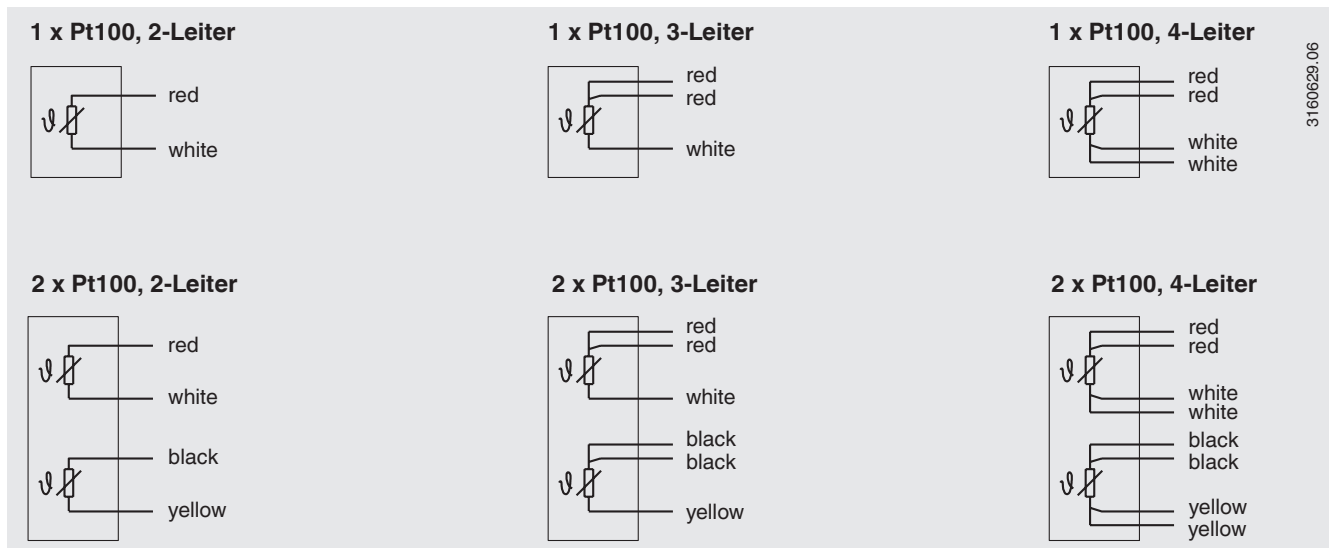 1 x Pt100, 2-Leiter
ϑ
red
white
1 x Pt100, 3-Leiter
ϑ
red
red
white
1 x Pt100, 4-Leiter
ϑ
red
red
white
white
3160629.06
2 x Pt100, 2-Leiter
ϑ
red
white
ϑ
black
yellow
2 x Pt100, 3-Leiter
ϑ
red
red
white
ϑ
black
black
yellow
2 x Pt100, 4-Leiter
ϑ
red
red
white
white
ϑ
black
black
yellow
yellow